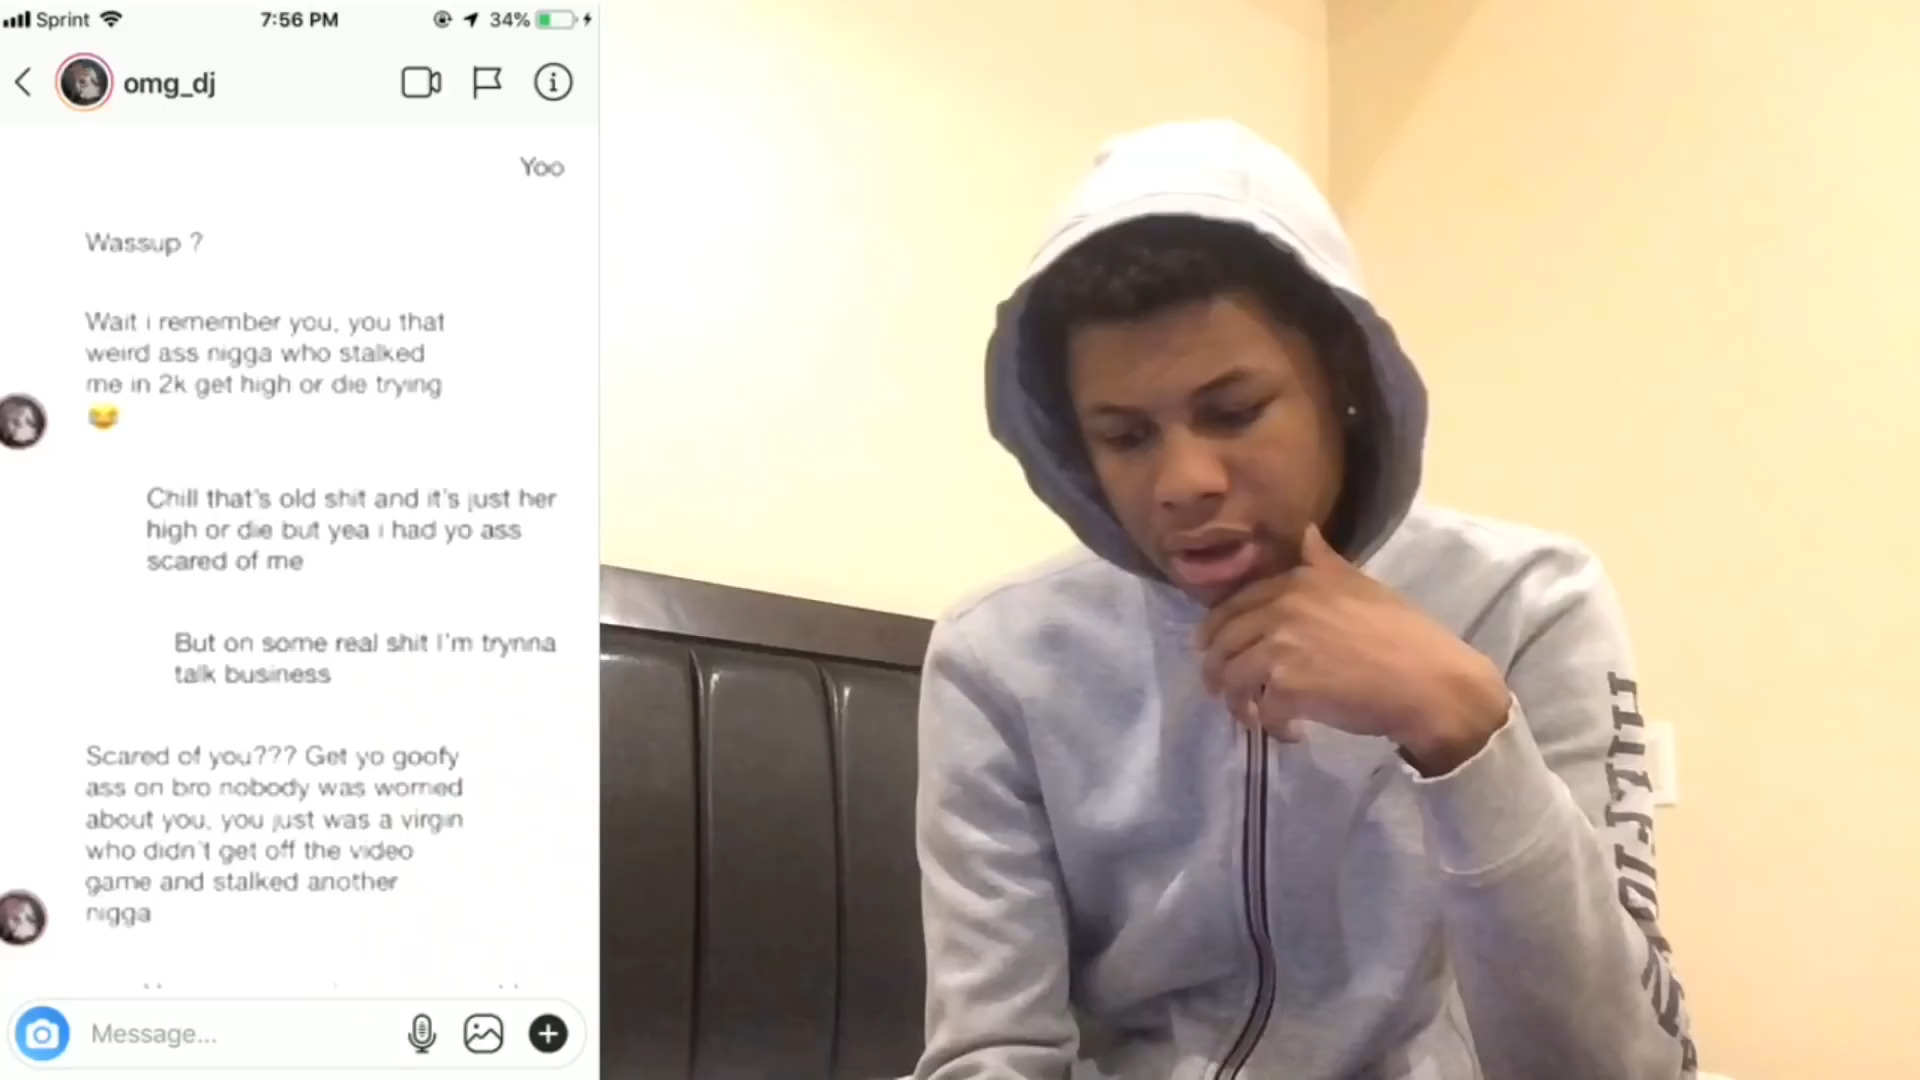 Sprint
7:56 PM
34%
omg_dj
Yoo
Wassup ?
Wait i remember you, you that
weird ass nigga who stalked
me in 2k get high or die trying
😂
Chill that's old shit and it's just her
high or die but yea i had yo ass
scared of me
But on some real shit I'm trynna
talk business
Scared of you??? Get yo goofy
ass on bro nobody was worried
about you, you just was a virgin
who didn't get off the video
game and stalked another
nigga
Message...